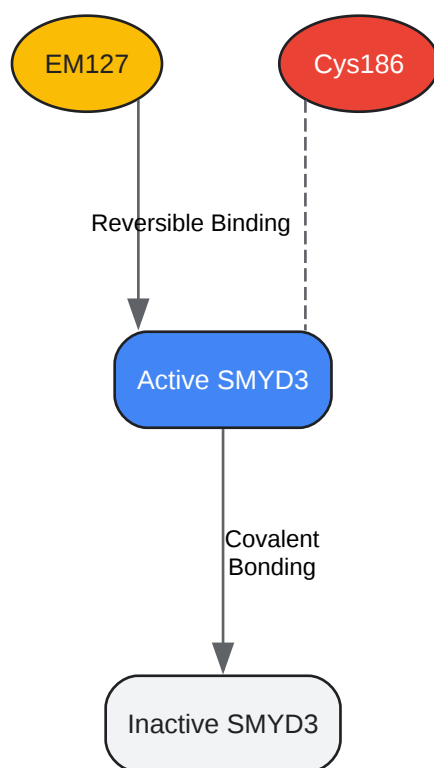 EM127
Cys186
Reversible Binding
Active SMYD3
Covalent
Bonding
Inactive SMYD3